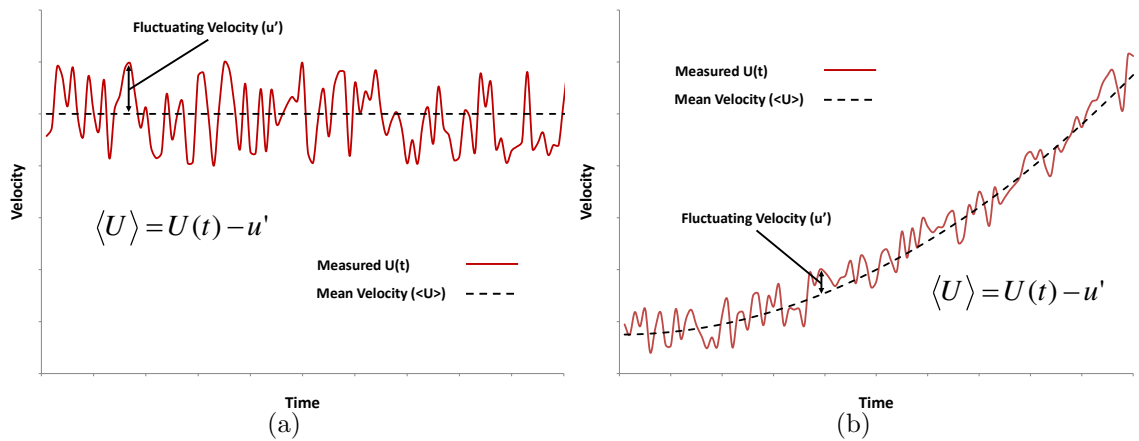 Fluctuating Velocity (u')
Velocity
⟨U⟩ = U(t) − u'
Measured U(t)
Mean Velocity (<U>)
Time
(a)
Measured U(t)
Mean Velocity (<U>)
Velocity
Fluctuating Velocity (u')
⟨U⟩ = U(t) − u'
Time
(b)